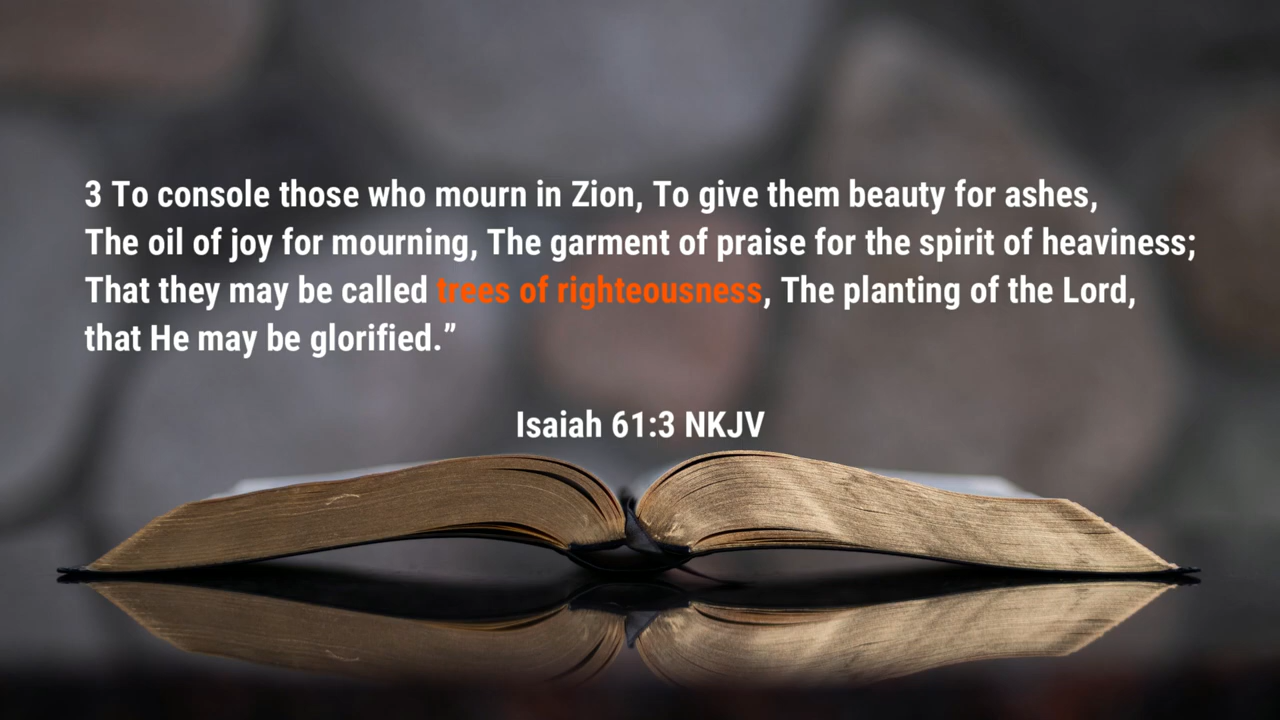 3 To console those who mourn in Zion, To give them beauty for ashes,
The oil of joy for mourning, The garment of praise for the spirit of heaviness;
That they may be called trees of righteousness, The planting of the Lord,
that He may be glorified.”
Isaiah 61:3 NKJV